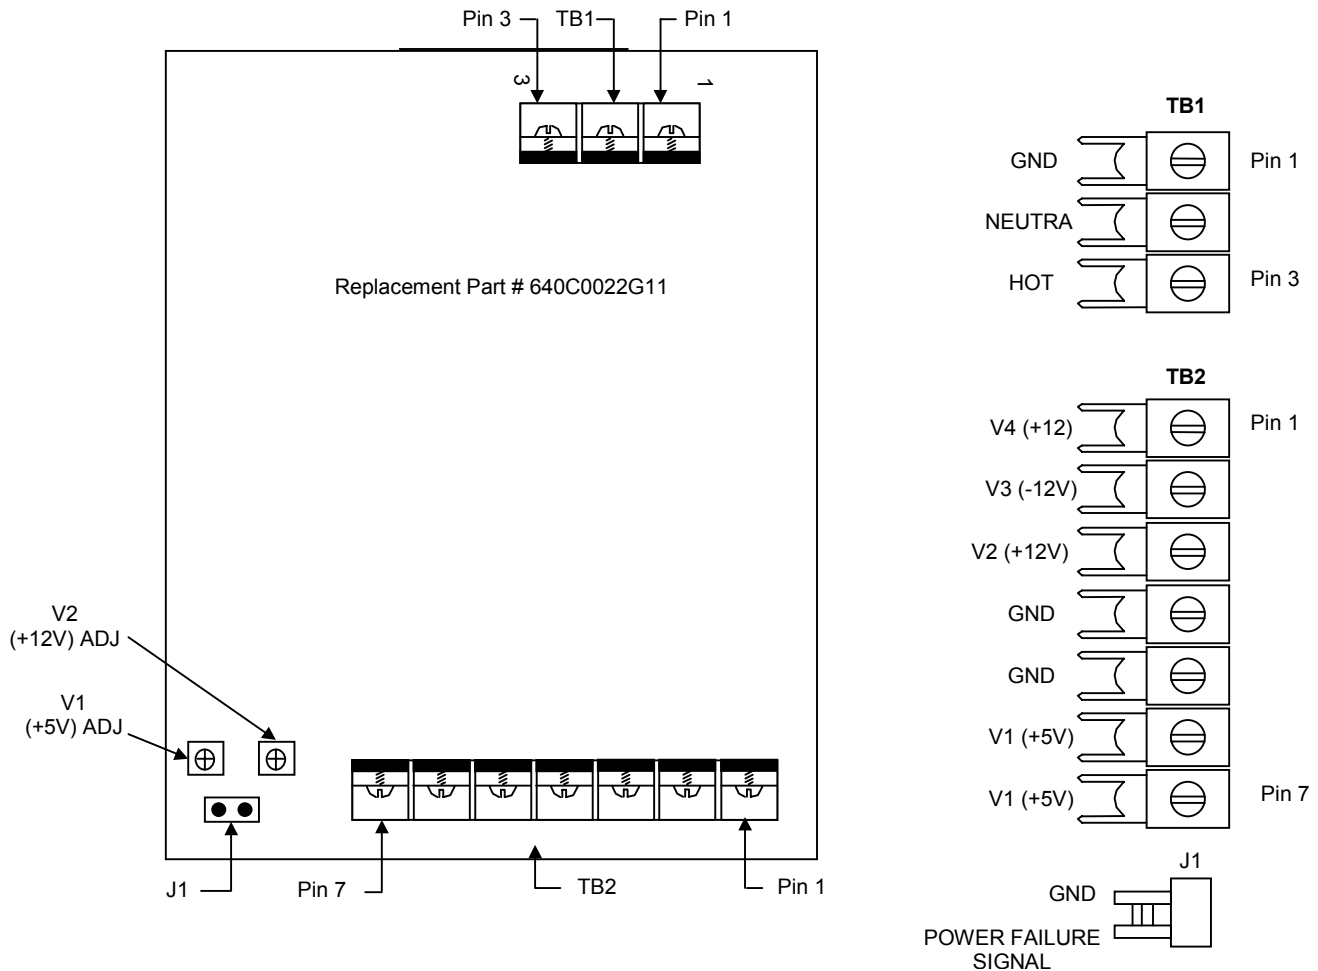 Pin 3
TB1
Pin 1
3
1
Replacement Part # 640C0022G11
V2
(+12V) ADJ
V1
(+5V) ADJ
J1
Pin 7
TB2
Pin 1
TB1
GND
Pin 1
NEUTRA
HOT
Pin 3
TB2
V4 (+12)
Pin 1
V3 (-12V)
V2 (+12V)
GND
GND
V1 (+5V)
V1 (+5V)
Pin 7
J1
GND
POWER FAILURE
SIGNAL